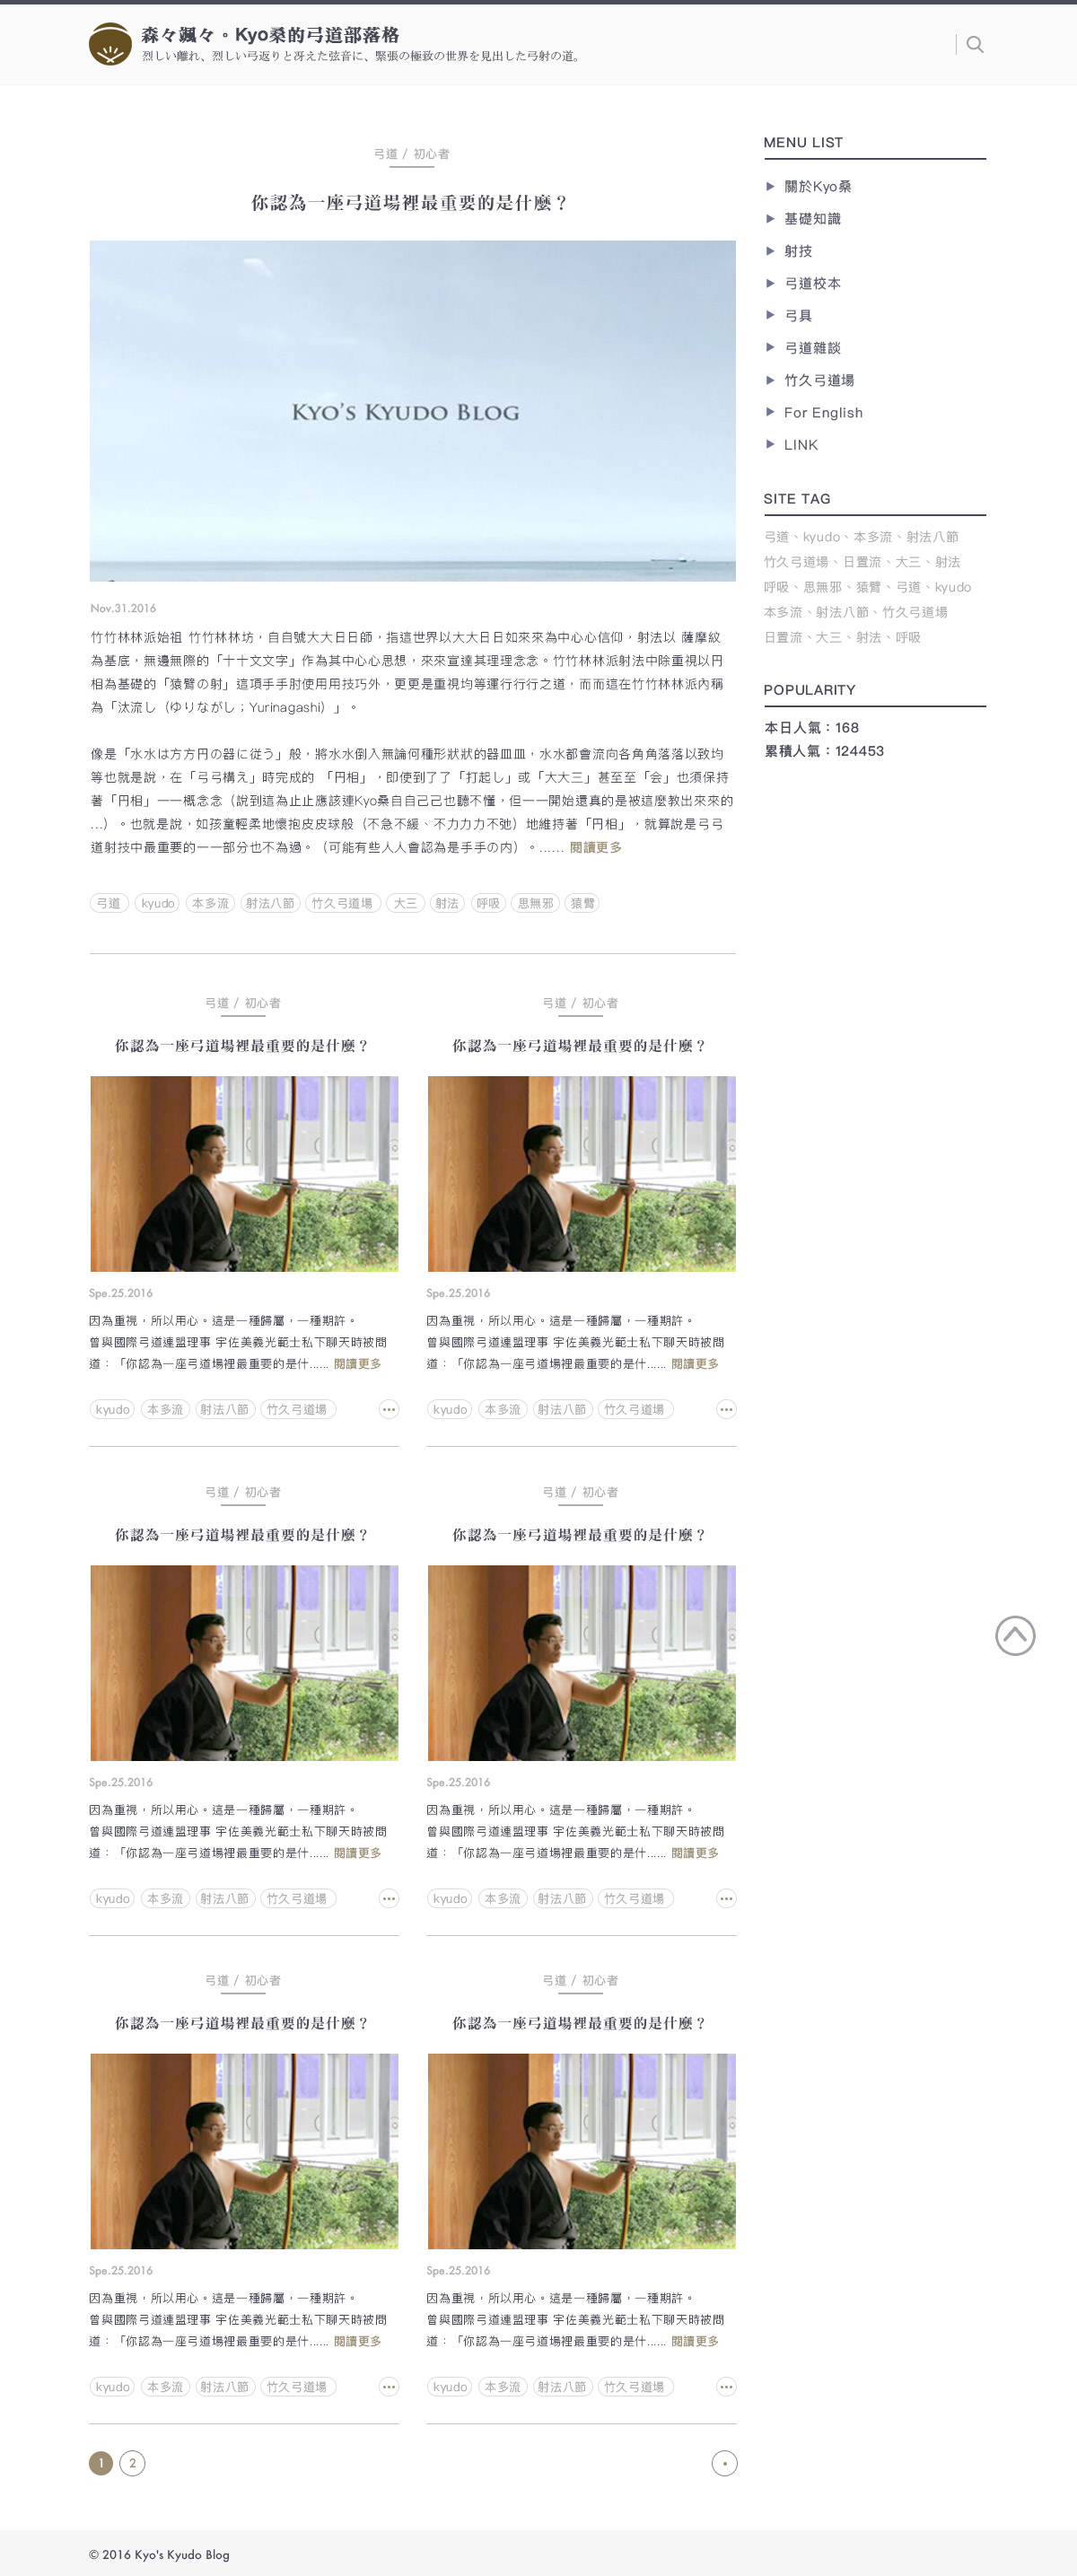 森々颯々。Kyo桑的弓道部落格
烈しい離れ、烈しい弓返りと冴えた弦音に、緊張の極致の世界を見出した弓射の道。
弓道 / 初心者
你認為一座弓道場裡最重要的是什麼？
KYO'S KYUDO BLOG
Nov.31.2016
竹竹林林派始祖 竹竹林林坊，自自號大大日日師，指這世界以大大日日如來來為中心心信仰，射法以 薩摩紋
為基底，無邊無際的「十十文文字」作為其中心心思想，來來宣達其理理念念。竹竹林林派射法中除重視以円
相為基礎的「猿臂の射」這項手手肘使用用技巧外，更更是重視均等運行行行之道，而而這在竹竹林林派內稱
為「汰流し（ゆりながし；Yurinagashi）」。
像是「水水は方方円の器に従う」般，將水水倒入無論何種形狀狀的器皿皿，水水都會流向各角角落落以致均
等也就是說，在「弓弓構え」時完成的 「円相」，即使到了了「打起し」或「大大三」甚至至「会」也須保持
著「円相」一一概念念（說到這為止止應該連Kyo桑自自己己也聽不懂，但一一開始還真的是被這麼教出來來的
...）。也就是說，如孩童輕柔地懷抱皮皮球般（不急不緩、不力力力不弛）地維持著「円相」，就算說是弓弓
道射技中最重要的一一部分也不為過。（可能有些人人會認為是手手の內）。...... 閱讀更多
弓道 kyudo 本多流 射法八節 竹久弓道場 大三 射法 呼吸 思無邪 猿臂
弓道 / 初心者
你認為一座弓道場裡最重要的是什麼？
Spe.25.2016
因為重視，所以用心。這是一種歸屬，一種期許。
曾與國際弓道連盟理事 宇佐美義光範士私下聊天時被問
道：「你認為一座弓道場裡最重要的是什...... 閱讀更多
kyudo 本多流 射法八節 竹久弓道場 •••
弓道 / 初心者
你認為一座弓道場裡最重要的是什麼？
Spe.25.2016
因為重視，所以用心。這是一種歸屬，一種期許。
曾與國際弓道連盟理事 宇佐美義光範士私下聊天時被問
道：「你認為一座弓道場裡最重要的是什...... 閱讀更多
kyudo 本多流 射法八節 竹久弓道場 •••
弓道 / 初心者
你認為一座弓道場裡最重要的是什麼？
Spe.25.2016
因為重視，所以用心。這是一種歸屬，一種期許。
曾與國際弓道連盟理事 宇佐美義光範士私下聊天時被問
道：「你認為一座弓道場裡最重要的是什...... 閱讀更多
kyudo 本多流 射法八節 竹久弓道場 •••
弓道 / 初心者
你認為一座弓道場裡最重要的是什麼？
Spe.25.2016
因為重視，所以用心。這是一種歸屬，一種期許。
曾與國際弓道連盟理事 宇佐美義光範士私下聊天時被問
道：「你認為一座弓道場裡最重要的是什...... 閱讀更多
kyudo 本多流 射法八節 竹久弓道場 •••
弓道 / 初心者
你認為一座弓道場裡最重要的是什麼？
Spe.25.2016
因為重視，所以用心。這是一種歸屬，一種期許。
曾與國際弓道連盟理事 宇佐美義光範士私下聊天時被問
道：「你認為一座弓道場裡最重要的是什...... 閱讀更多
kyudo 本多流 射法八節 竹久弓道場 •••
弓道 / 初心者
你認為一座弓道場裡最重要的是什麼？
Spe.25.2016
因為重視，所以用心。這是一種歸屬，一種期許。
曾與國際弓道連盟理事 宇佐美義光範士私下聊天時被問
道：「你認為一座弓道場裡最重要的是什...... 閱讀更多
kyudo 本多流 射法八節 竹久弓道場 •••
1 2
MENU LIST
關於Kyo桑
基礎知識
射技
弓道校本
弓具
弓道雜談
竹久弓道場
For English
LINK
SITE TAG
弓道、kyudo、本多流、射法八節
竹久弓道場、日置流、大三、射法
呼吸、思無邪、猿臂、弓道、kyudo
本多流、射法八節、竹久弓道場
日置流、大三、射法、呼吸
POPULARITY
本日人氣：168
累積人氣：124453
© 2016 Kyo's Kyudo Blog